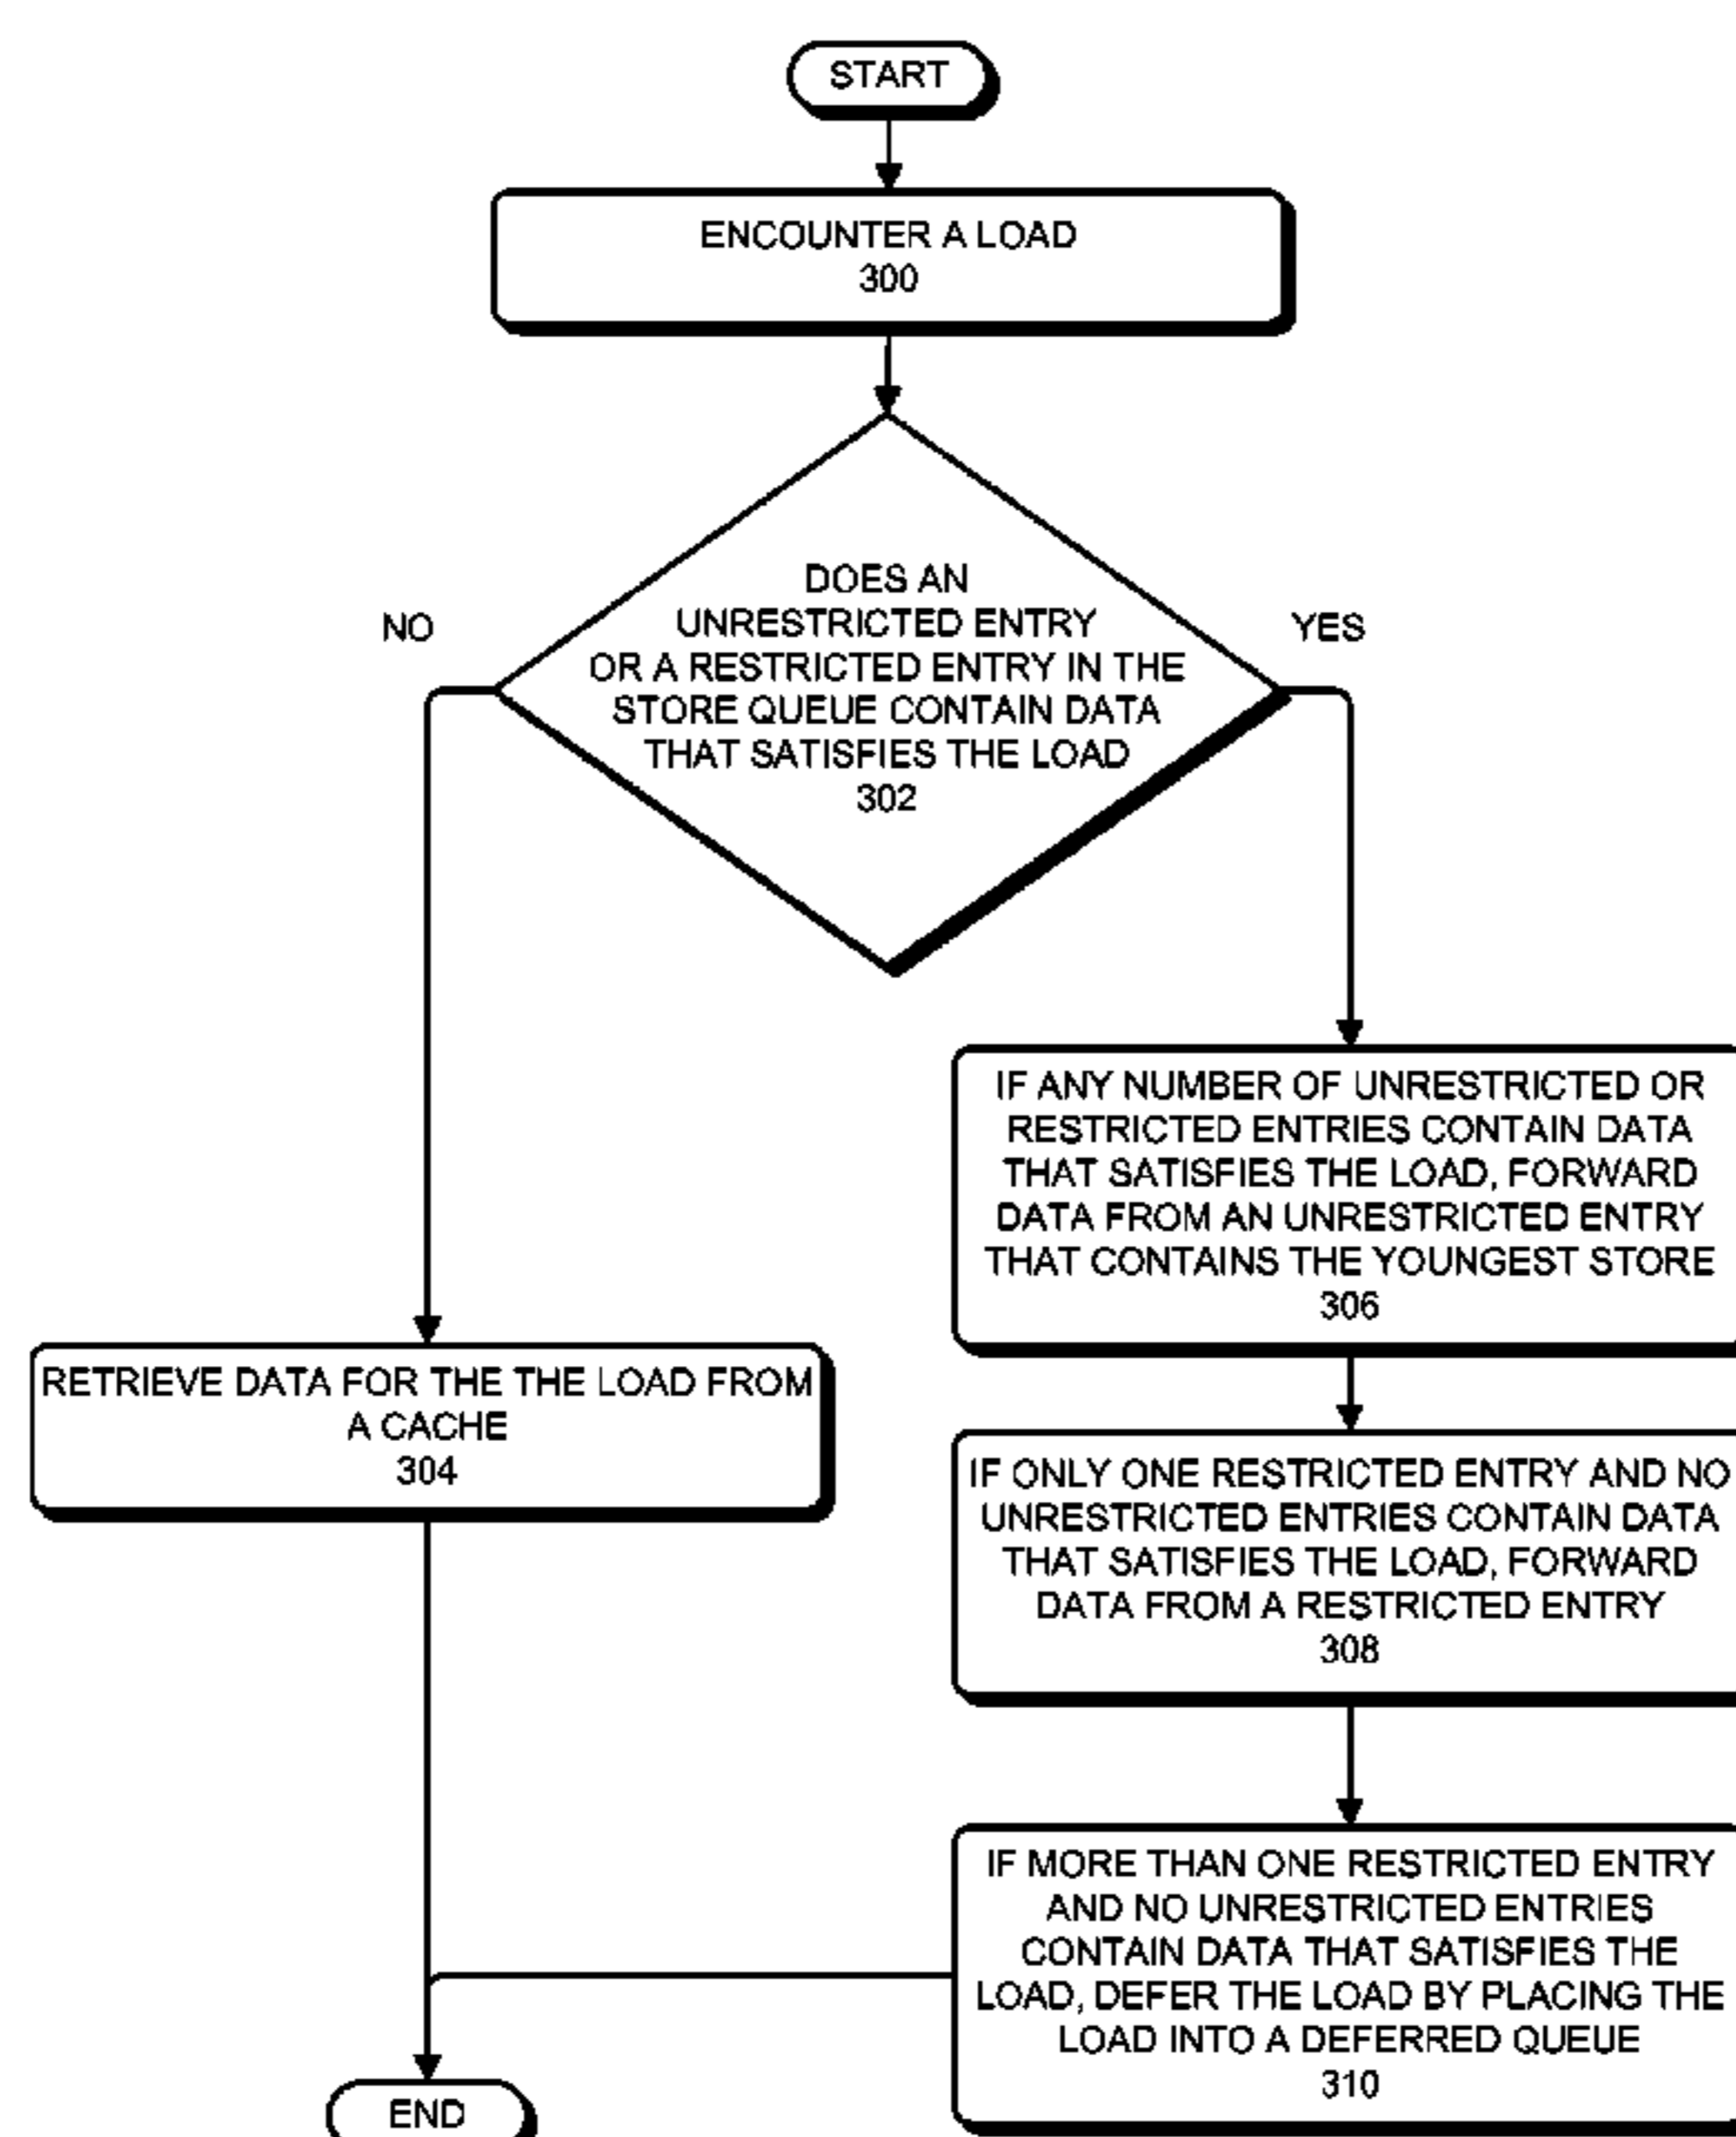 START
ENCOUNTER A LOAD
300
DOES AN
UNRESTRICTED ENTRY
OR A RESTRICTED ENTRY IN THE
STORE QUEUE CONTAIN DATA
THAT SATISFIES THE LOAD
302
NO
YES
IF ANY NUMBER OF UNRESTRICTED OR
RESTRICTED ENTRIES CONTAIN DATA
THAT SATISFIES THE LOAD, FORWARD
DATA FROM AN UNRESTRICTED ENTRY
THAT CONTAINS THE YOUNGEST STORE
306
RETRIEVE DATA FOR THE THE LOAD FROM
A CACHE
304
IF ONLY ONE RESTRICTED ENTRY AND NO
UNRESTRICTED ENTRIES CONTAIN DATA
THAT SATISFIES THE LOAD, FORWARD
DATA FROM A RESTRICTED ENTRY
308
IF MORE THAN ONE RESTRICTED ENTRY
AND NO UNRESTRICTED ENTRIES
CONTAIN DATA THAT SATISFIES THE
LOAD, DEFER THE LOAD BY PLACING THE
LOAD INTO A DEFERRED QUEUE
310
END